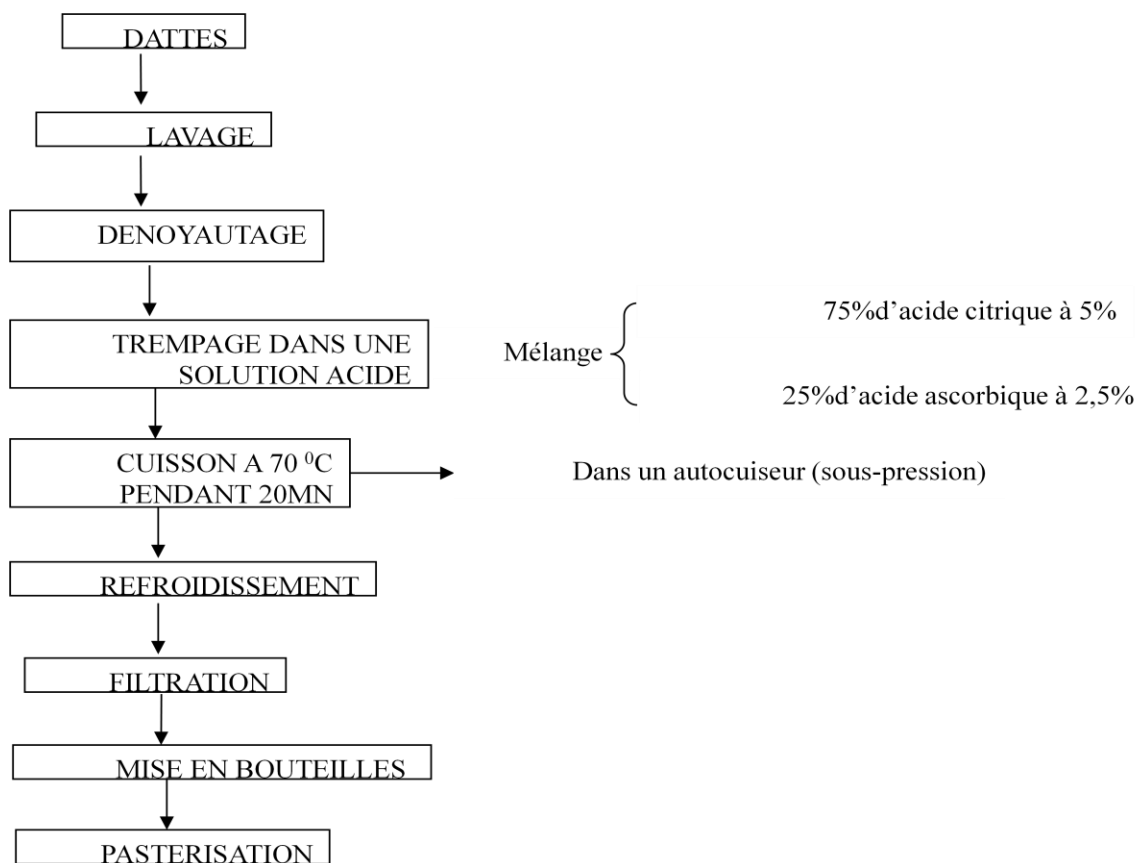 DATTES
LAVAGE
DENOYAUTAGE
TREMPAGE DANS UNE
SOLUTION ACIDE
Mélange
75%d’acide citrique à 5%
25%d’acide ascorbique à 2,5%
CUISSON A 70 ⁰C
PENDANT 20MN
Dans un autocuiseur (sous-pression)
REFROIDISSEMENT
FILTRATION
MISE EN BOUTEILLES
PASTERISATION